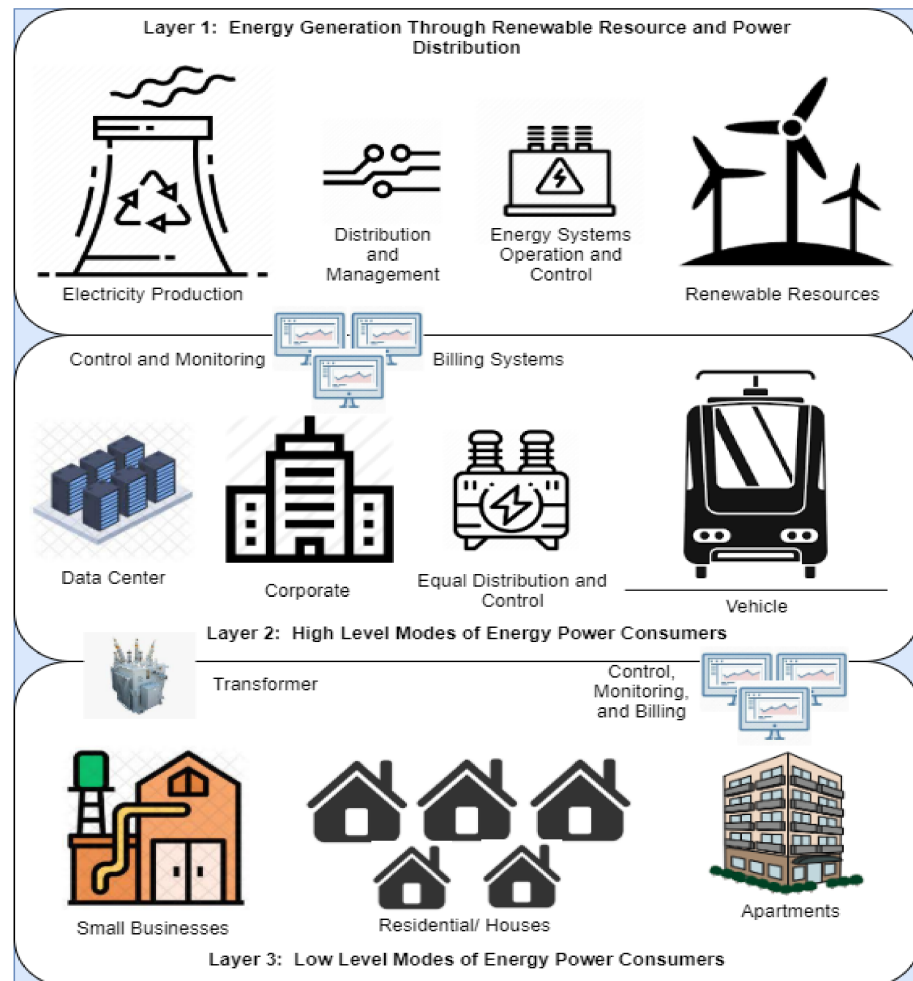 Layer 1:  Energy Generation Through Renewable Resource and Power
Distribution
Distribution
and
Management
Energy Systems
Operation and
Control
Electricity Production
Renewable Resources
Control and Monitoring
Billing Systems
Data Center
Corporate
Equal Distribution and
Control
Vehicle
Layer 2:  High Level Modes of Energy Power Consumers
Transformer
Control,
Monitoring,
and Billing
Small Businesses
Residential/ Houses
Apartments
Layer 3:  Low Level Modes of Energy Power Consumers